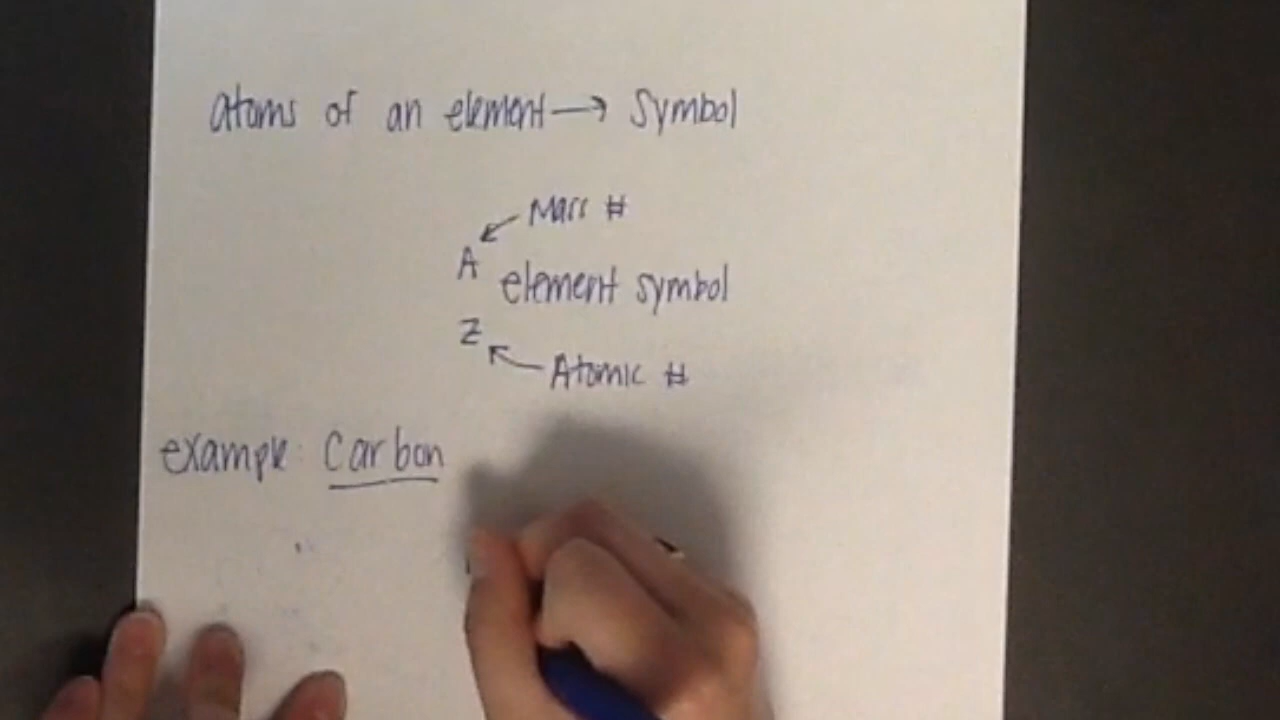 atoms of an element → symbol
Mass #
A
element symbol
Z
Atomic #
example: Carbon